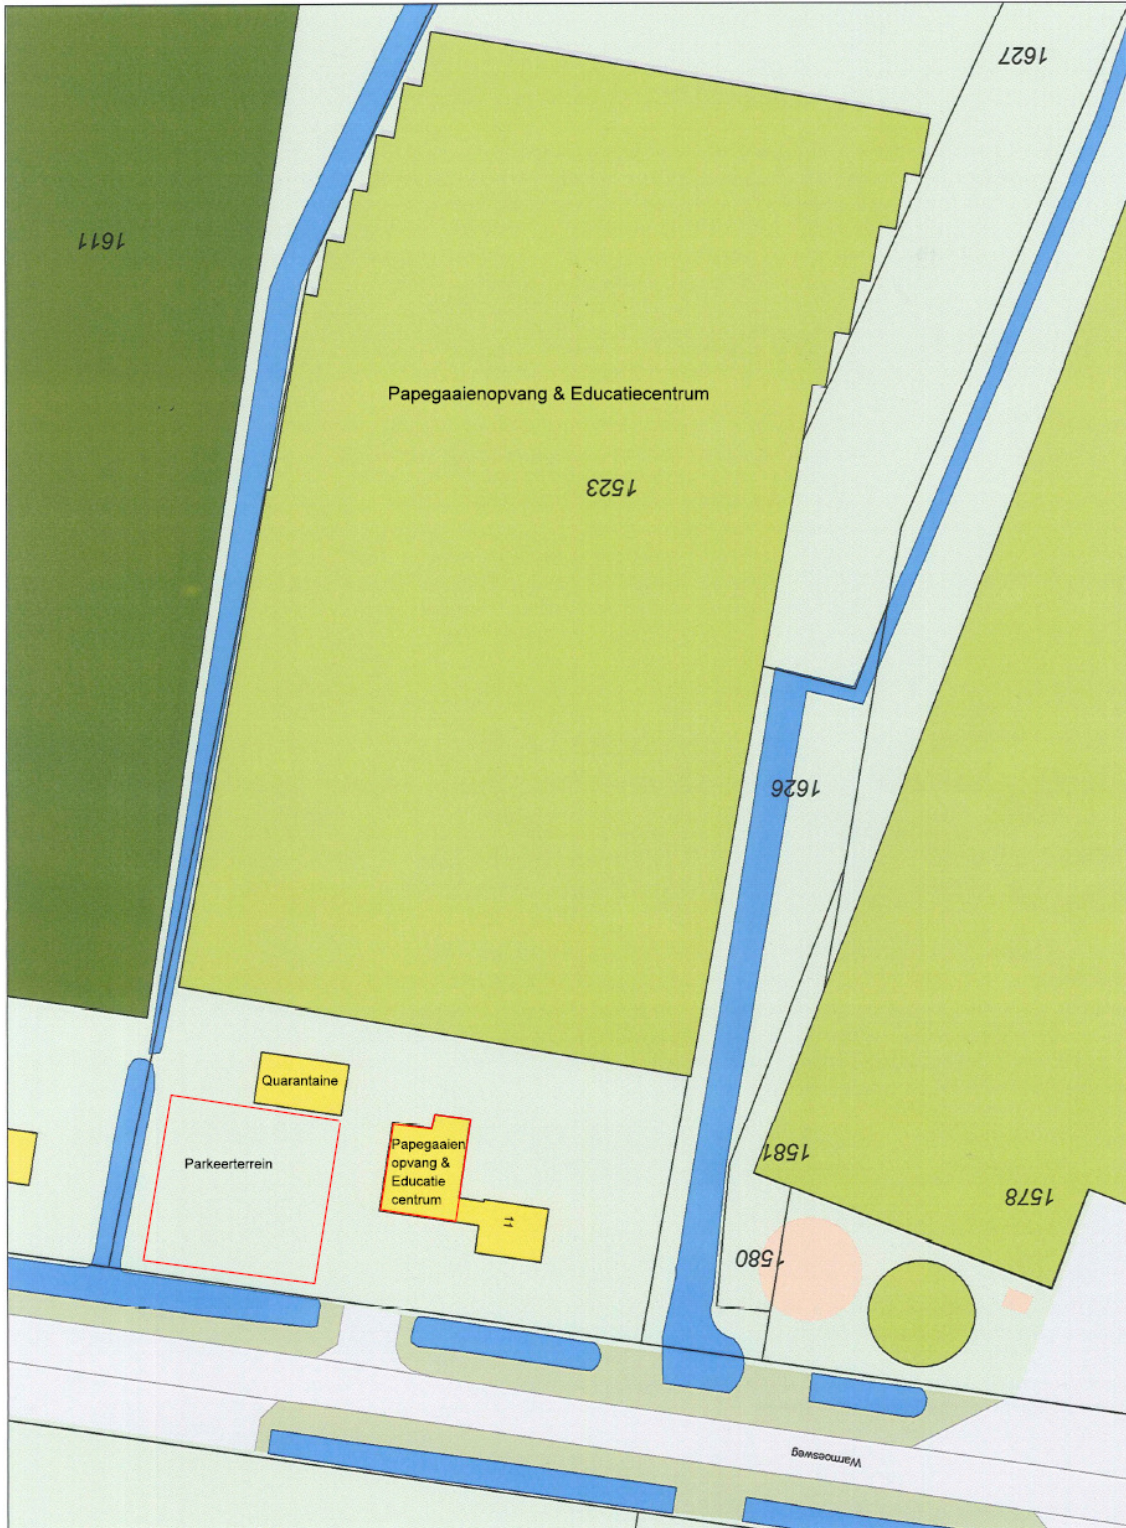 1627
1611
Papegaaienopvang & Educatiecentrum
1523
1626
Quarantaine
Papegaaien
opvang &
Educatie
centrum
Parkeerterrein
1581
1578
11
1580
Warmoesweg